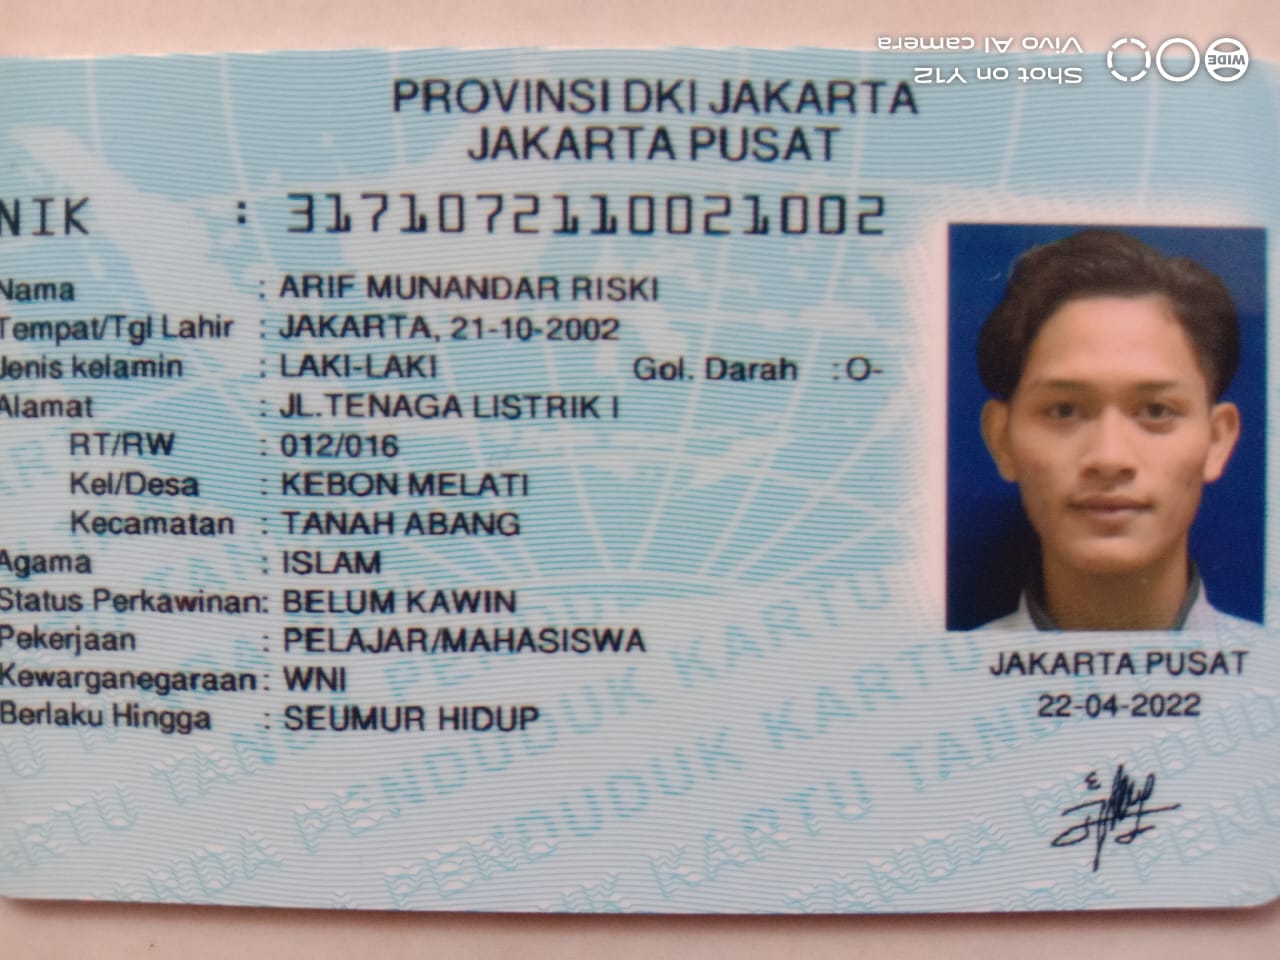 WIDE Shot on Y12
Vivo AI camera
PROVINSI DKI JAKARTA
JAKARTA PUSAT
NIK : 3171072110021002
Nama : ARIF MUNANDAR RISKI
Tempat/Tgl Lahir : JAKARTA, 21-10-2002
Jenis kelamin : LAKI-LAKI Gol. Darah : O-
Alamat : JL.TENAGA LISTRIK I
RT/RW : 012/016
Kel/Desa : KEBON MELATI
Kecamatan : TANAH ABANG
Agama : ISLAM
Status Perkawinan: BELUM KAWIN
Pekerjaan : PELAJAR/MAHASISWA
Kewarganegaraan: WNI
Berlaku Hingga : SEUMUR HIDUP
JAKARTA PUSAT
22-04-2022